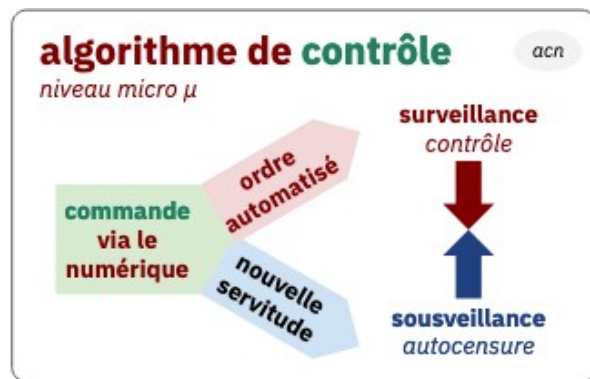 algorithme de contrôle
acn
niveau micro µ
surveillance
contrôle
ordre
automatisé
commande
via le
numérique
nouvelle
servitude
sousveillance
autocensure